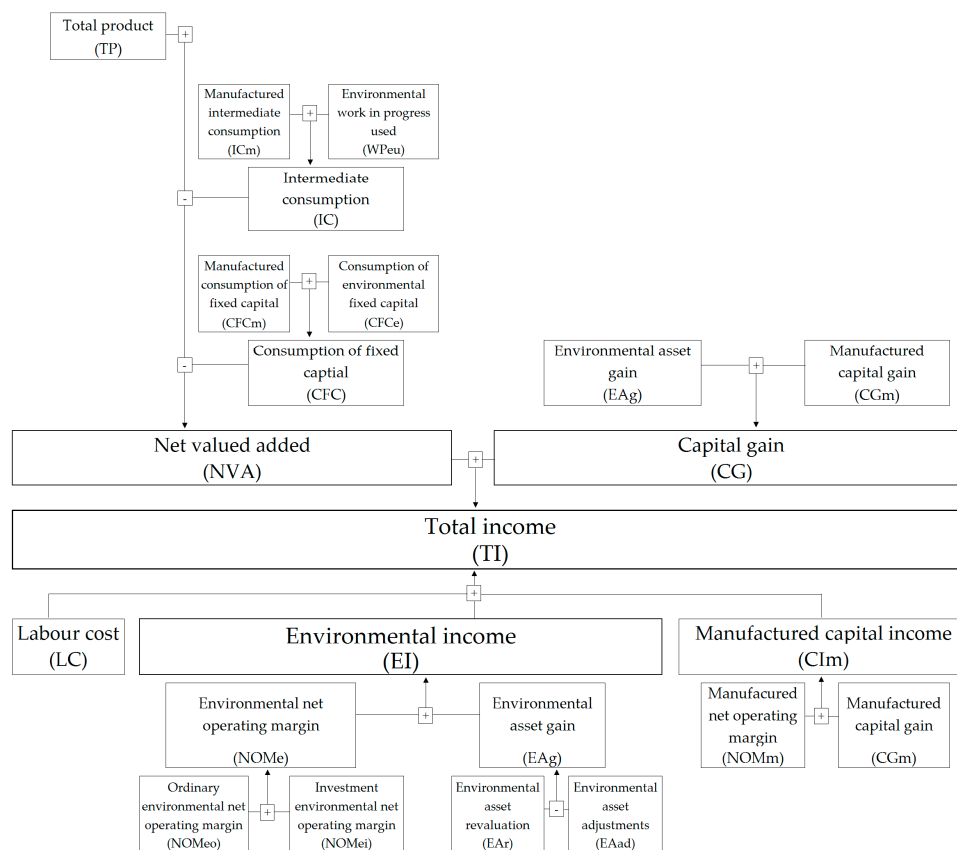 Total product
(TP)
+
Manufactured
intermediate
consumption
(ICm)
+
Environmental
work in progress
used
(WPeu)
-
Intermediate
consumption
(IC)
Manufactured
consumption of
fixed capital
(CFCm)
+
Consumption of
environmental
fixed capital
(CFCe)
-
Consumption of fixed
captial
(CFC)
Environmental asset
gain
(EAg)
+
Manufactured
capital gain
(CGm)
Net valued added
(NVA)
+
Capital gain
(CG)
Total income
(TI)
+
Labour cost
(LC)
Environmental income
(EI)
Manufactured capital income
(CIm)
Environmental net
operating margin
(NOMe)
+
Environmental
asset gain
(EAg)
Manufacured
net operating
margin
(NOMm)
+
Manufactured
capital gain
(CGm)
Ordinary
environmental net
operating margin
(NOMeo)
+
Investment
environmental net
operating margin
(NOMei)
Environmental
asset
revaluation
(EAr)
-
Environmental
asset
adjustments
(EAad)